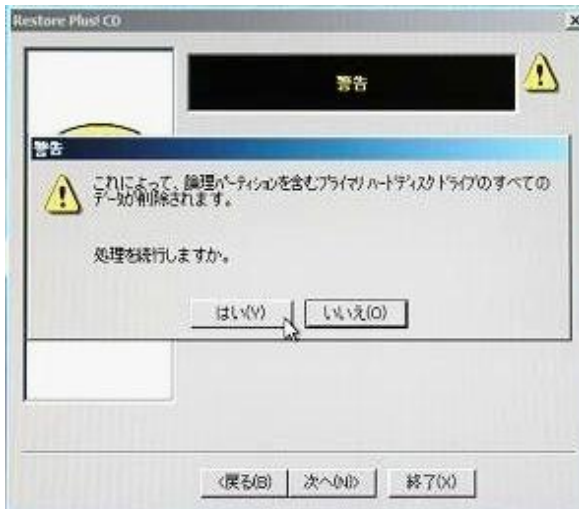 Restore Plus! CD
警告
警告
これによって、論理パーティションを含むプライマリ ハードディスク ドライブのすべての
データが削除されます。
処理を続行しますか。
はい(Y)
いいえ(O)
<戻る(B)
次へ(N)>
終了(X)